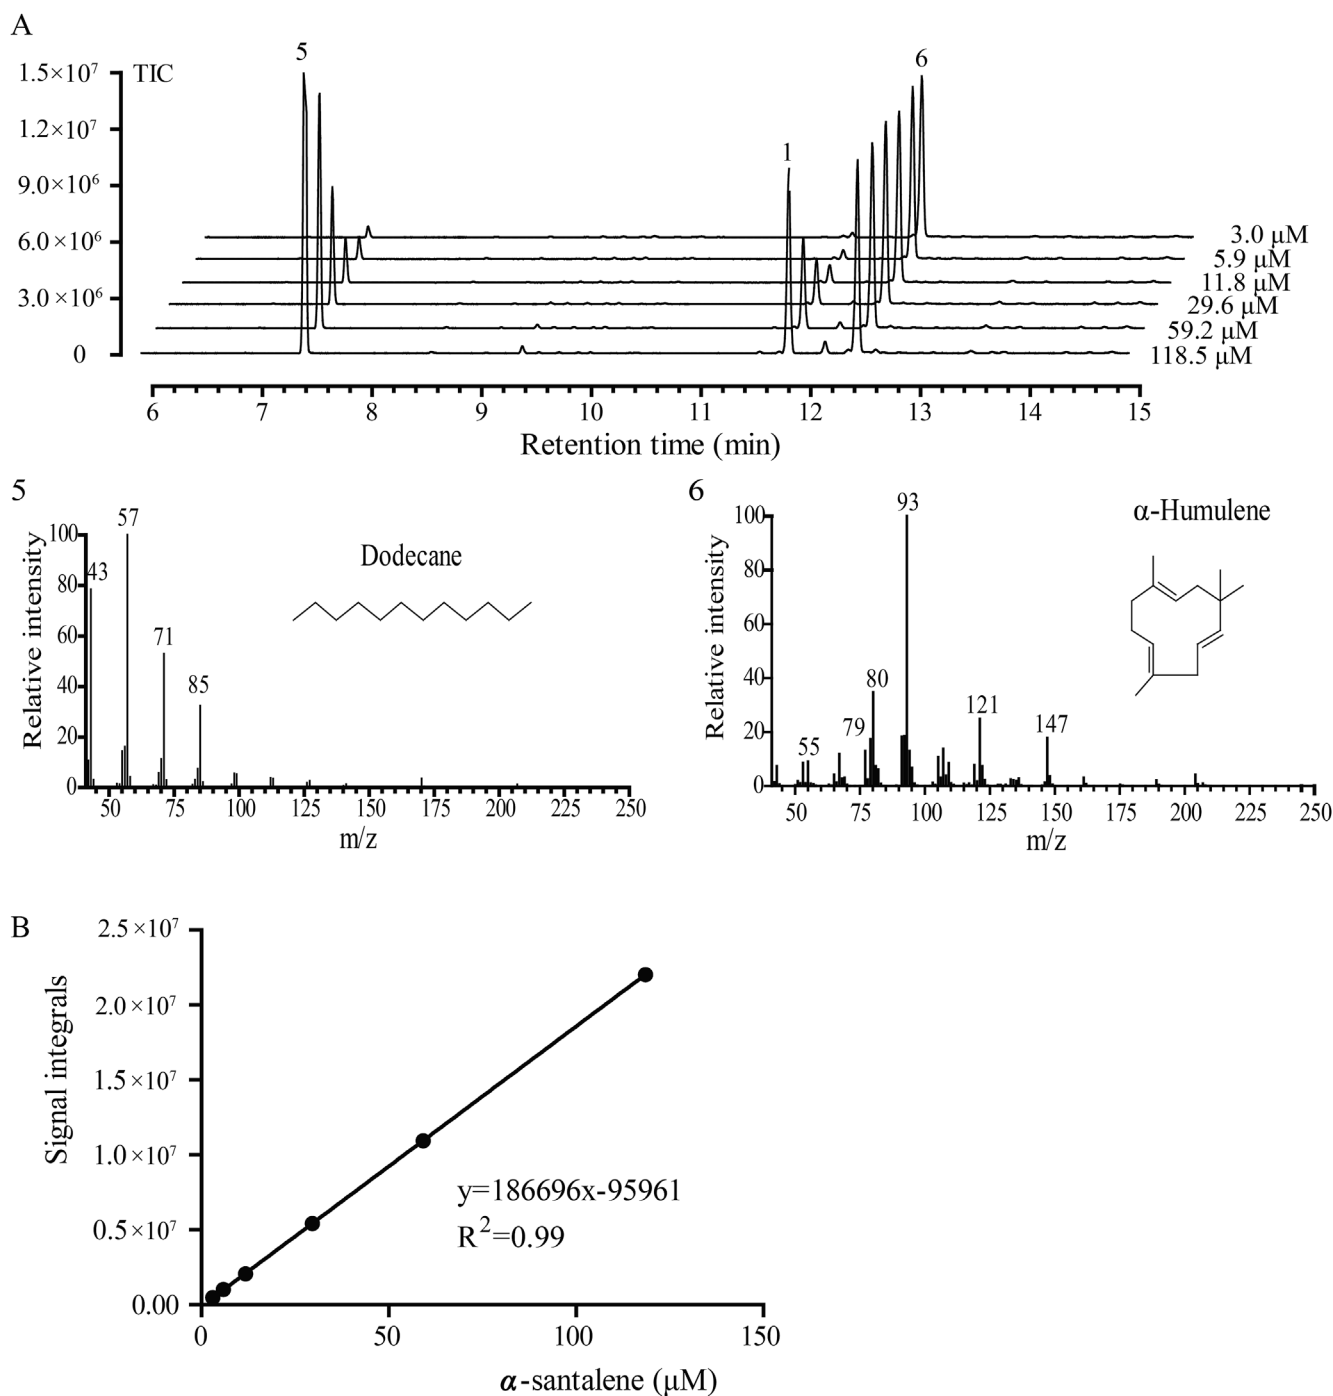 A
5
6
1.5×10⁷ TIC
1
1.2×10⁷
9.0×10⁶
6.0×10⁶
3.0×10⁶
0
3.0 μM
5.9 μM
11.8 μM
29.6 μM
59.2 μM
118.5 μM
6 7 8 9 10 11 12 13 14 15
Retention time (min)
5
Relative intensity
100
80
60
40
20
0
57
43
71
85
Dodecane
50 75 100 125 150 175 200 225 250
m/z
6
Relative intensity
100
80
60
40
20
0
93
80
79
55
121
147
α-Humulene
50 75 100 125 150 175 200 225 250
m/z
B
Signal integrals
2.5×10⁷
2.0×10⁷
1.5×10⁷
1.0×10⁷
0.5×10⁷
0.00
y=186696x-95961
R²=0.99
0 50 100 150
α-santalene (μM)